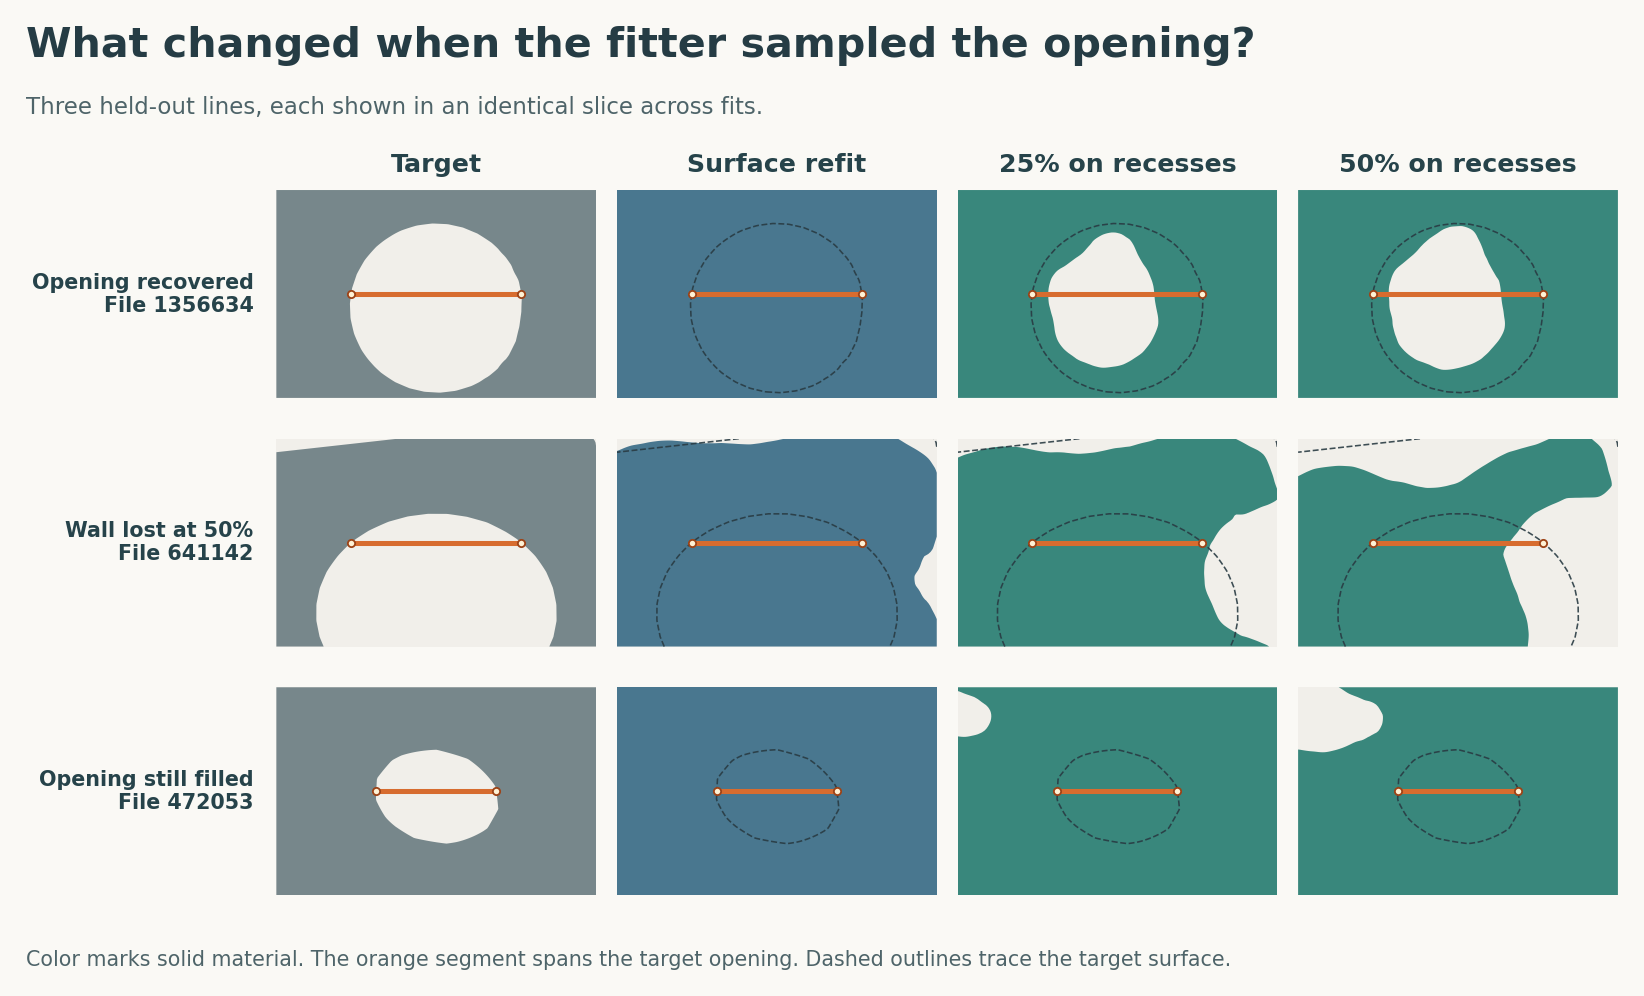 What changed when the fitter sampled the opening?
Three held-out lines, each shown in an identical slice across fits.
Target
Surface refit
25% on recesses
50% on recesses
Opening recovered
File 1356634
Wall lost at 50%
File 641142
Opening still filled
File 472053
Color marks solid material. The orange segment spans the target opening. Dashed outlines trace the target surface.